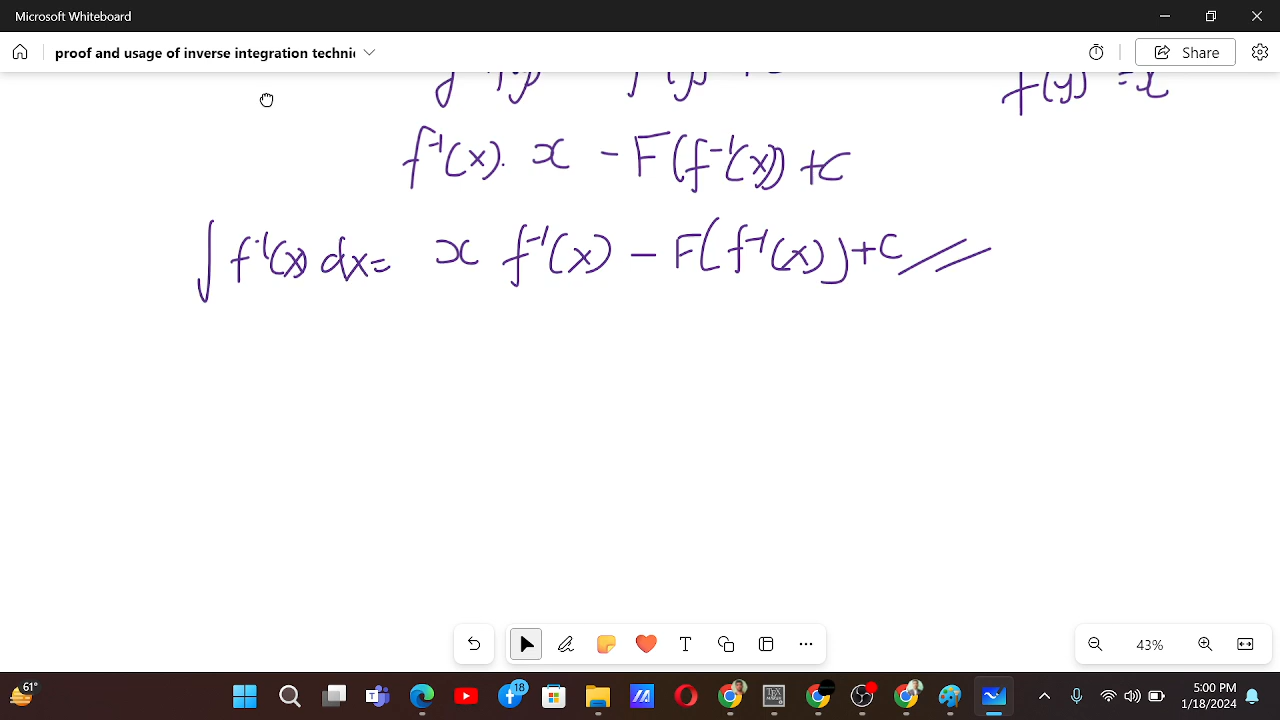 Microsoft Whiteboard
proof and usage of inverse integration techni
Share
f(y) = x
f⁻¹(x). x - F(f⁻¹(x)) +C
∫ f⁻¹(x) dx = x f⁻¹(x) - F(f⁻¹(x)) + C
43%
61°
18
5:00 PM
1/18/2024